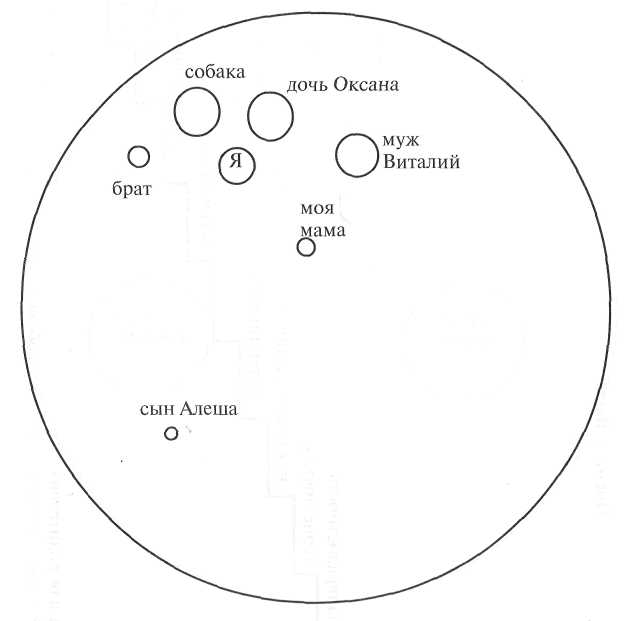 собака
дочь Оксана
муж
Виталий
Я
брат
моя
мама
сын Алеша